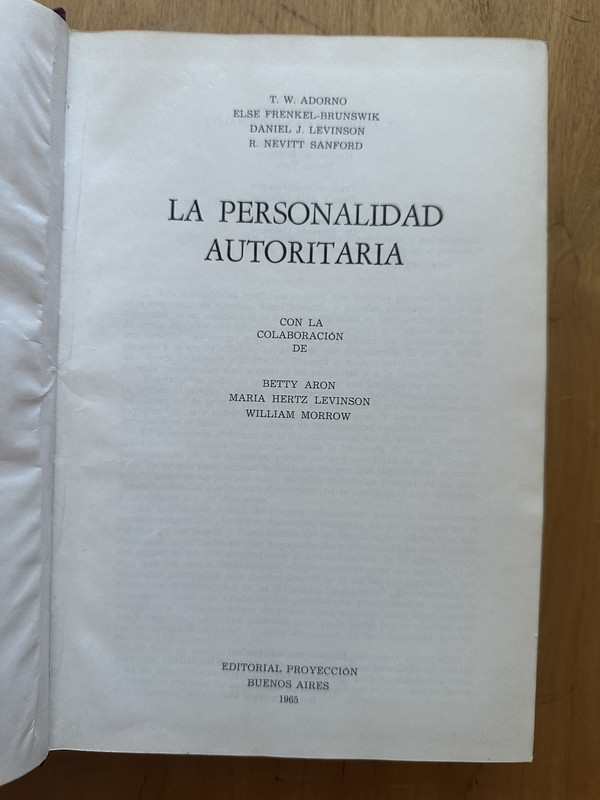 T. W. ADORNO
ELSE FRENKEL-BRUNSWIK
DANIEL J. LEVINSON
R. NEVITT SANFORD
LA PERSONALIDAD
AUTORITARIA
CON LA
COLABORACIÓN
DE
BETTY ARON
MARIA HERTZ LEVINSON
WILLIAM MORROW
EDITORIAL PROYECCIÓN
BUENOS AIRES
1965